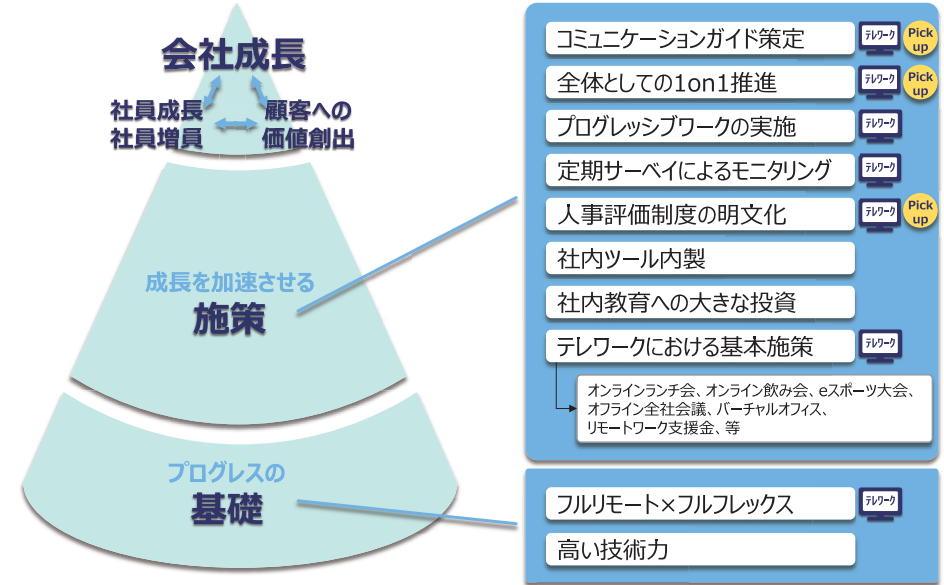 会社成長
社員成長
社員増員
顧客への
価値創出
成長を加速させる
施策
プログレスの
基礎
コミュニケーションガイド策定
テレワーク
Pick
up
全体としての1on1推進
テレワーク
Pick
up
プログレッシブワークの実施
テレワーク
定期サーベイによるモニタリング
テレワーク
人事評価制度の明文化
テレワーク
Pick
up
社内ツール内製
社内教育への大きな投資
テレワークにおける基本施策
テレワーク
オンラインランチ会、オンライン飲み会、eスポーツ大会、
オフライン全社会議、バーチャルオフィス、
リモートワーク支援金、等
フルリモート×フルフレックス
テレワーク
高い技術力